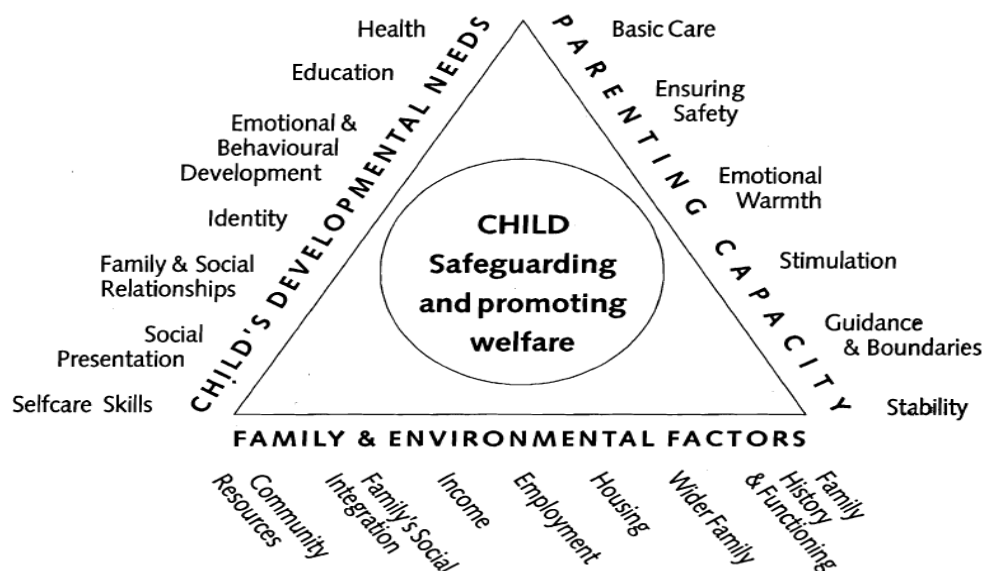 Health
Education
Emotional &
Behavioural
Development
Identity
Family & Social
Relationships
Social
Presentation
Selfcare Skills
CHILD'S DEVELOPMENTAL NEEDS
CHILD
Safeguarding
and promoting
welfare
PARENTING CAPACITY
Basic Care
Ensuring
Safety
Emotional
Warmth
Stimulation
Guidance
& Boundaries
Stability
FAMILY & ENVIRONMENTAL FACTORS
Community
Resources
Family's Social
Integration
Income
Employment
Housing
Wider Family
Family
History
& Functioning